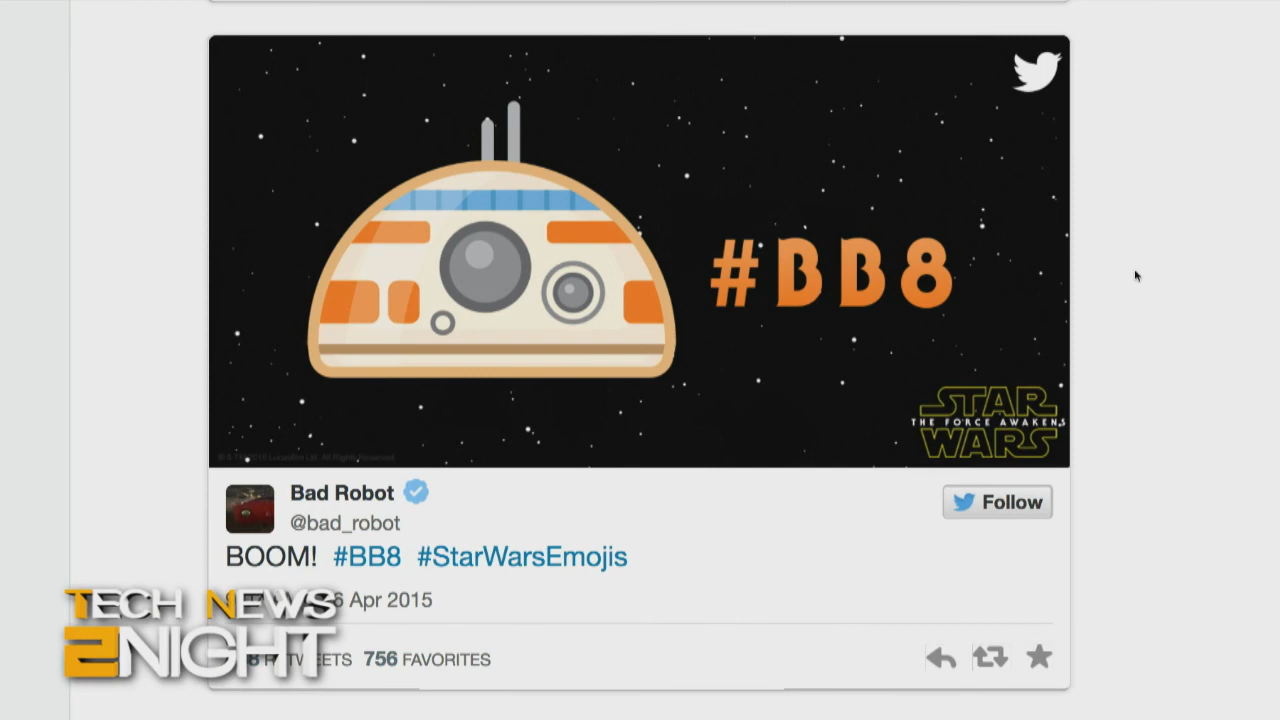 #BB8
STAR
THE FORCE AWAKENS
WARS
Bad Robot
@bad_robot
Follow
BOOM! #BB8 #StarWarsEmojis
6 Apr 2015
RETWEETS 756 FAVORITES
TECH NEWS
2NIGHT